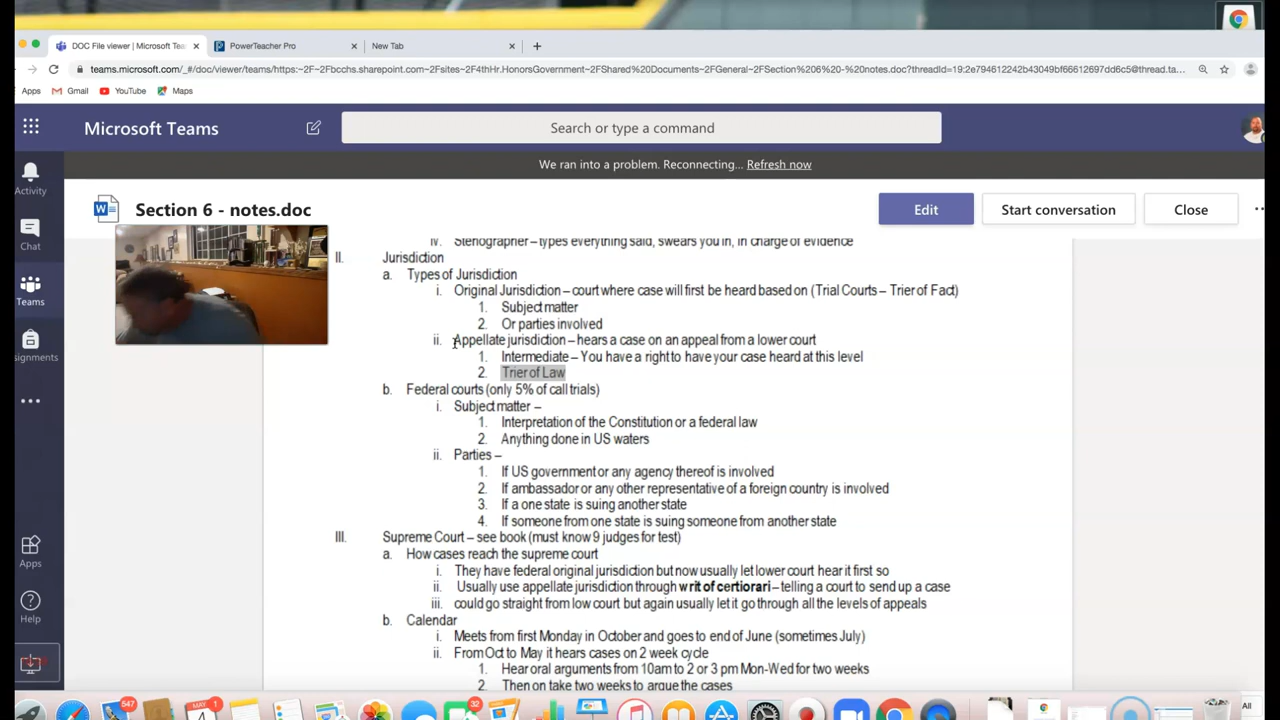 DOC File viewer | Microsoft Tea
PowerTeacher Pro
New Tab
teams.microsoft.com/_#/doc/viewer/teams/https:~2F~2Fbcchs.sharepoint.com~2Fsites~2F4thHr.HonorsGovernment~2FShared%20Documents~2FGeneral~2FSection%206%20-%20notes.doc?threadId=19:2e794612242b43049bf66612697dd6c5@thread.ta...
Apps Gmail YouTube Maps
Microsoft Teams
Search or type a command
We ran into a problem. Reconnecting... Refresh now
Activity
Chat
Teams
signments
Apps
Help
Section 6 - notes.doc
Edit
Start conversation
Close
iv. Stenographer – types everything said, swears you in, in charge of evidence
II. Jurisdiction
a. Types of Jurisdiction
i. Original Jurisdiction – court where case will first be heard based on (Trial Courts – Trier of Fact)
1. Subject matter
2. Or parties involved
ii. Appellate jurisdiction – hears a case on an appeal from a lower court
1. Intermediate – You have a right to have your case heard at this level
2. Trier of Law
b. Federal courts (only 5% of call trials)
i. Subject matter –
1. Interpretation of the Constitution or a federal law
2. Anything done in US waters
ii. Parties –
1. If US government or any agency thereof is involved
2. If ambassador or any other representative of a foreign country is involved
3. If a one state is suing another state
4. If someone from one state is suing someone from another state
III. Supreme Court – see book (must know 9 judges for test)
a. How cases reach the supreme court
i. They have federal original jurisdiction but now usually let lower court hear it first so
ii. Usually use appellate jurisdiction through writ of certiorari – telling a court to send up a case
iii. could go straight from low court but again usually let it go through all the levels of appeals
b. Calendar
i. Meets from first Monday in October and goes to end of June (sometimes July)
ii. From Oct to May it hears cases on 2 week cycle
1. Hear oral arguments from 10am to 2 or 3 pm Mon-Wed for two weeks
2. Then on take two weeks to argue the cases
547
MAY 1
4
32
All